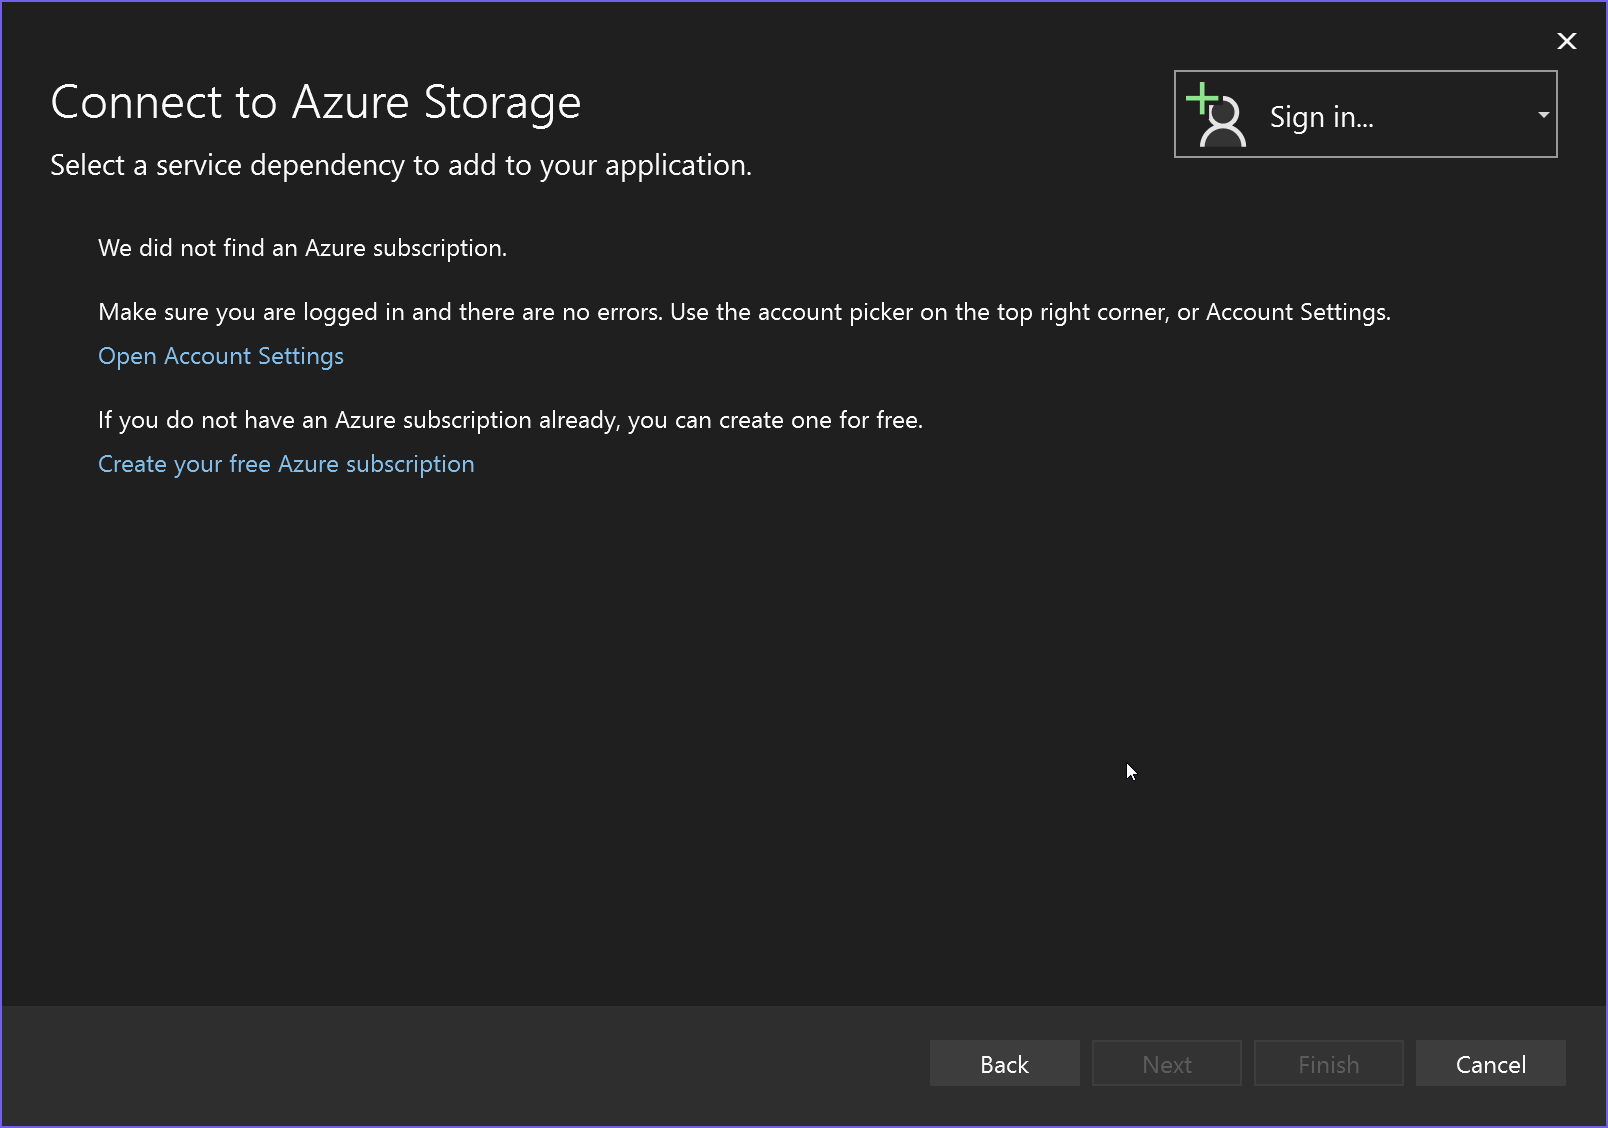 Connect to Azure Storage
Sign in...
Select a service dependency to add to your application.
We did not find an Azure subscription.
Make sure you are logged in and there are no errors. Use the account picker on the top right corner, or Account Settings.
Open Account Settings
If you do not have an Azure subscription already, you can create one for free.
Create your free Azure subscription
Back
Next
Finish
Cancel